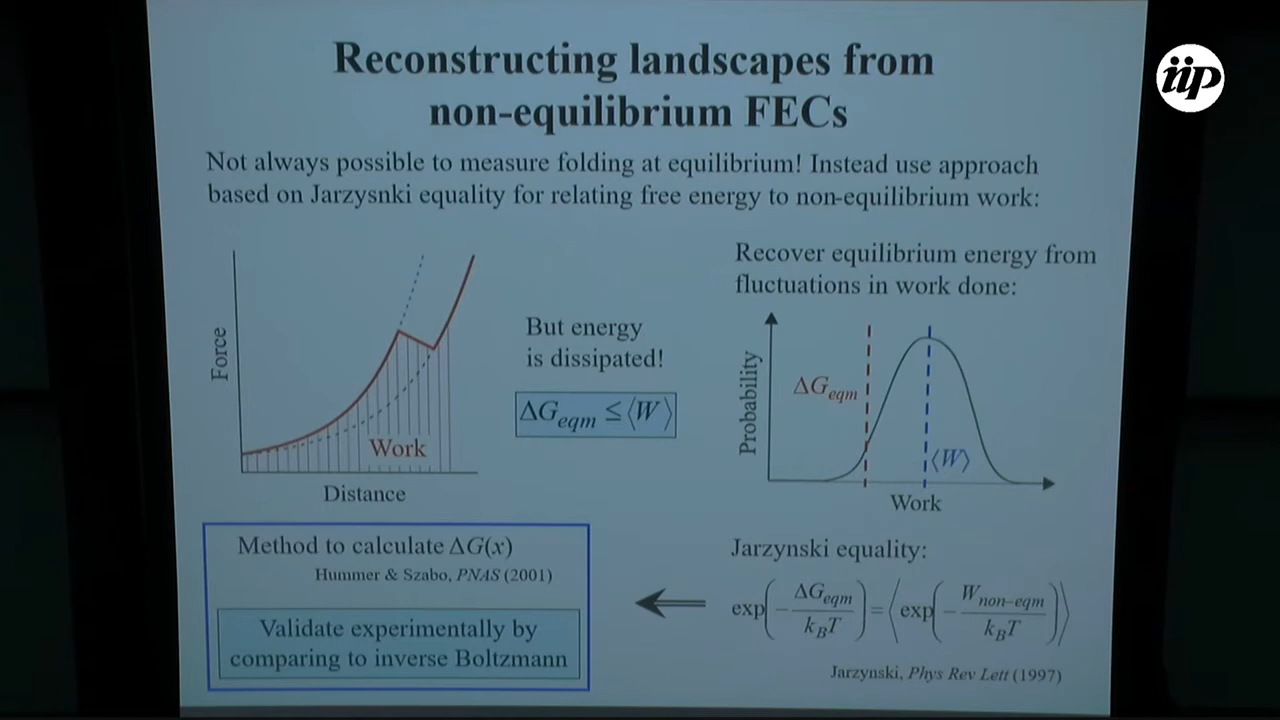 iip
Reconstructing landscapes from
non-equilibrium FECs
Not always possible to measure folding at equilibrium! Instead use approach
based on Jarzysnki equality for relating free energy to non-equilibrium work:
Force
Work
Distance
But energy
is dissipated!
ΔG_eqm ≤ ⟨W⟩
Recover equilibrium energy from
fluctuations in work done:
Probability
ΔG_eqm
⟨W⟩
Work
Method to calculate ΔG(x)
Hummer & Szabo, PNAS (2001)
Validate experimentally by
comparing to inverse Boltzmann
Jarzynski equality:
exp(−ΔG_eqm/k_BT) = ⟨exp(−W_non−eqm/k_BT)⟩
Jarzynski, Phys Rev Lett (1997)